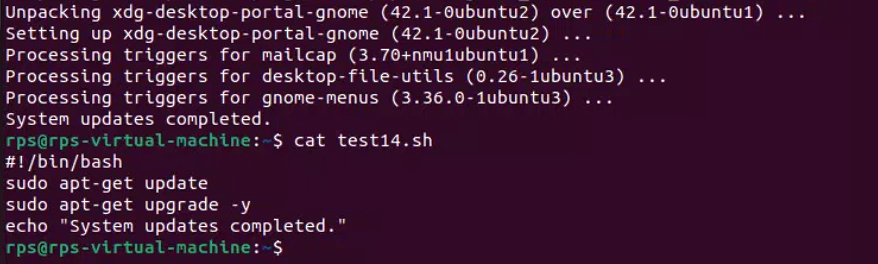 Unpacking xdg-desktop-portal-gnome (42.1-0ubuntu2) over (42.1-0ubuntu1) ...
Setting up xdg-desktop-portal-gnome (42.1-0ubuntu2) ...
Processing triggers for mailcap (3.70+nmu1ubuntu1) ...
Processing triggers for desktop-file-utils (0.26-1ubuntu3) ...
Processing triggers for gnome-menus (3.36.0-1ubuntu3) ...
System updates completed.
rps@rps-virtual-machine:~$ cat test14.sh
#!/bin/bash
sudo apt-get update
sudo apt-get upgrade -y
echo "System updates completed."
rps@rps-virtual-machine:~$